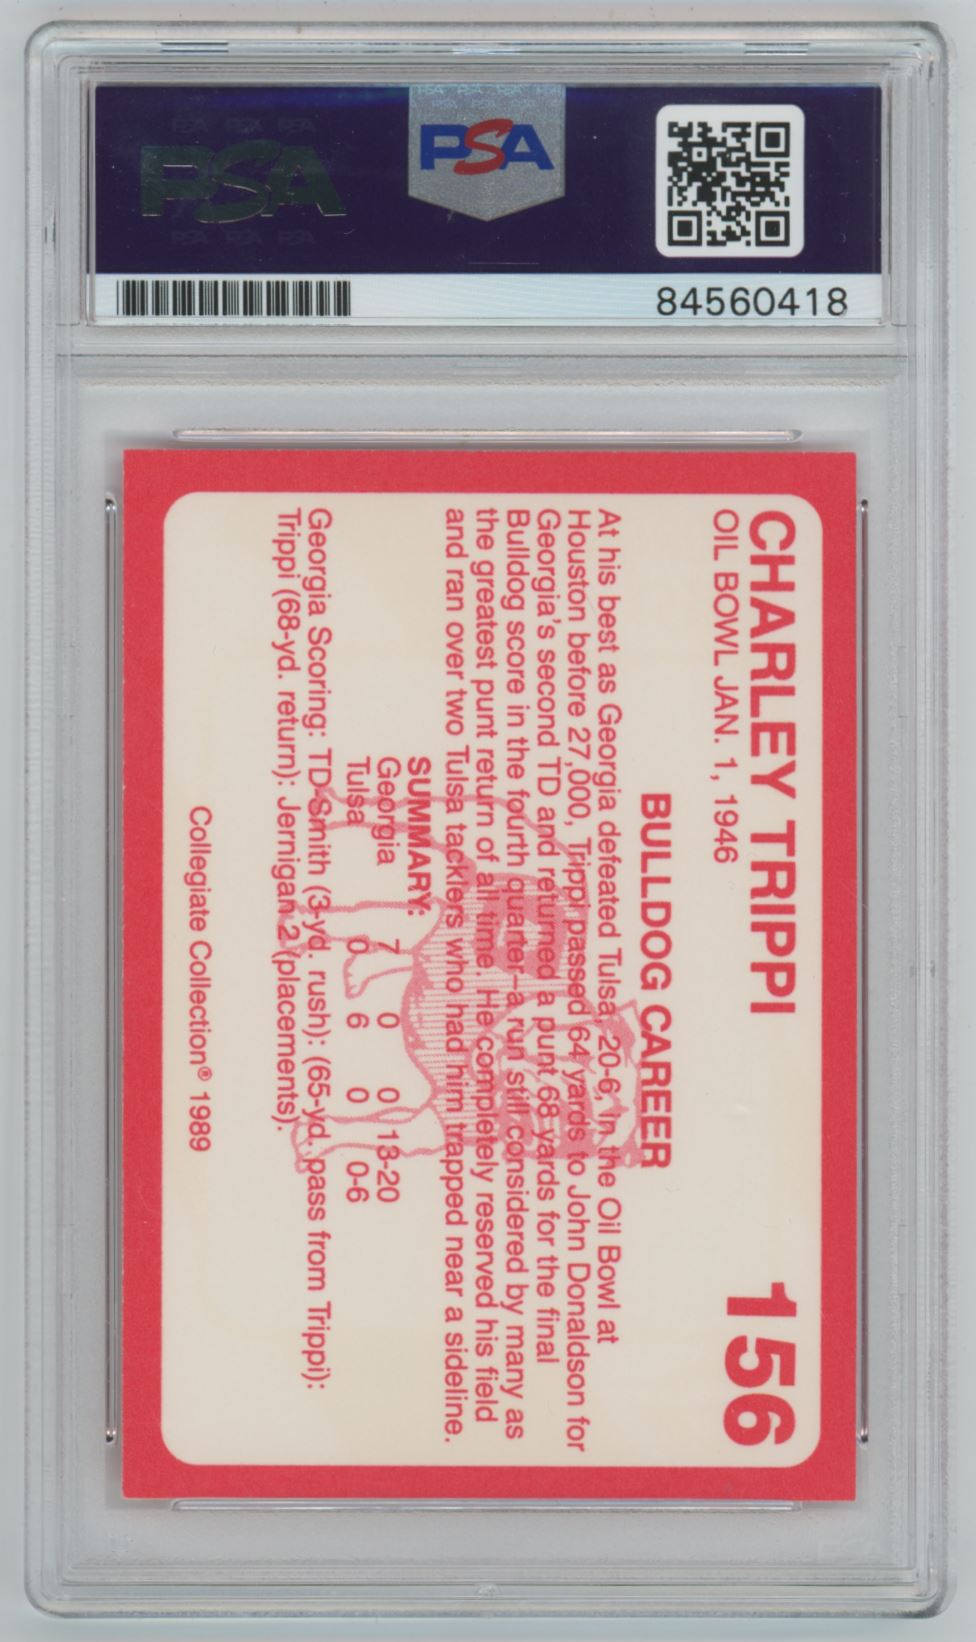 PSA
PSA
84560418
CHARLEY TRIPPI
156
OIL BOWL JAN. 1, 1946
BULLDOG CAREER
At his best as Georgia defeated Tulsa, 20-6, in the Oil Bowl at
Houston before 27,000, Trippi passed 64 yards to John Donaldson for
Georgia's second TD and returned a punt 68 yards for the final
Bulldog score in the fourth quarter–a run still considered by many as
the greatest punt return of all time. He completely reserved his field
and ran over two Tulsa tacklers who had him trapped near a sideline.
SUMMARY:
Georgia 7 0 0 13-20
Tulsa 0 6 0 0-6
Georgia Scoring: TD-Smith (3-yd. rush): (65-yd. pass from Trippi):
Trippi (68-yd. return): Jernigan 2 (placements).
Collegiate Collection® 1989